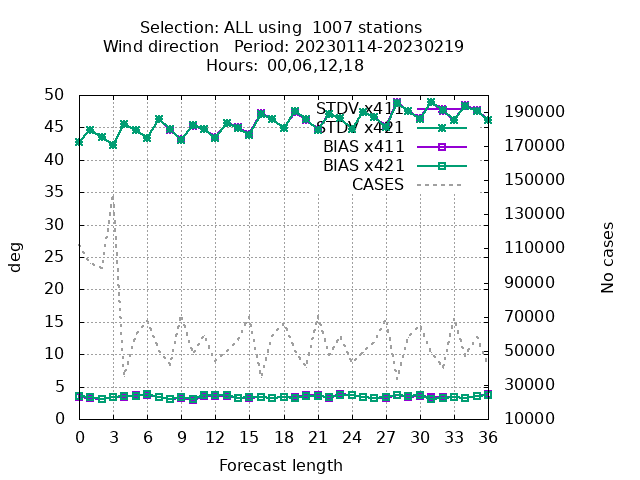 Selection: ALL using  1007 stations
Wind direction   Period: 20230114-20230219
Hours:  00,06,12,18
STDV x411
STDV x421
BIAS x411
BIAS x421
CASES
50
45
40
35
30
25
20
15
10
5
0
deg
190000
170000
150000
130000
110000
90000
70000
50000
30000
10000
No cases
0 3 6 9 12 15 18 21 24 27 30 33 36
Forecast length